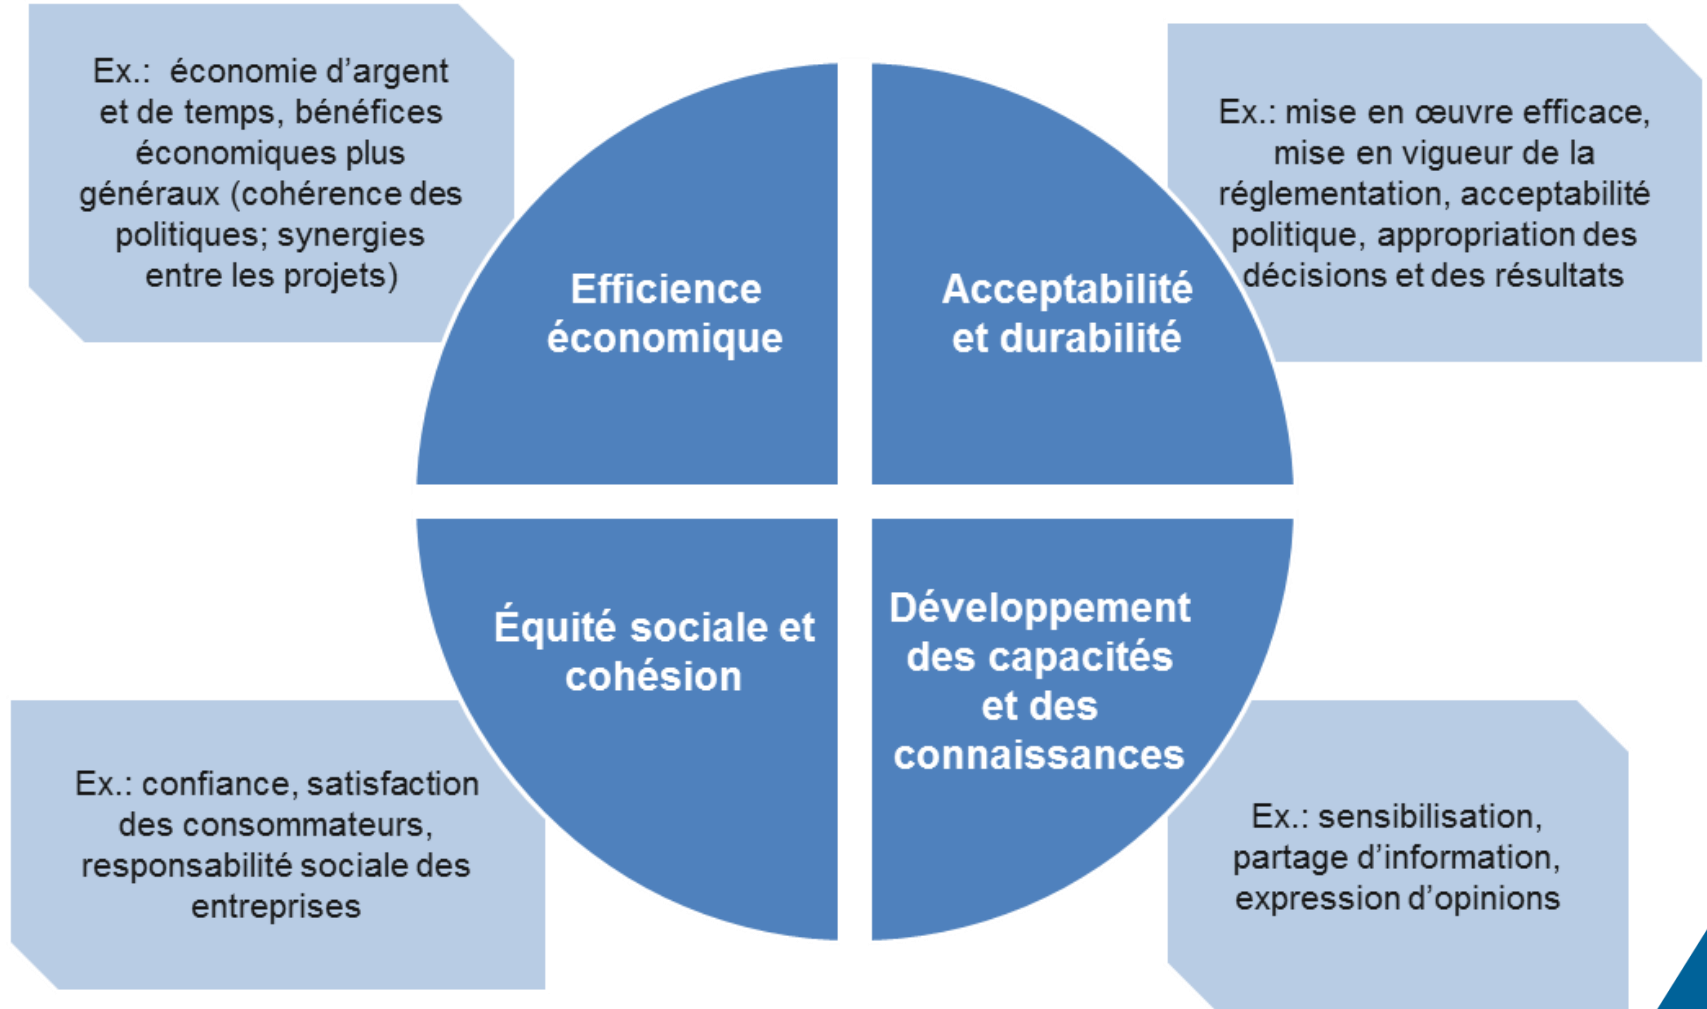 Ex.: économie d’argent
et de temps, bénéfices
économiques plus
généraux (cohérence des
politiques; synergies
entre les projets)
Efficience
économique
Acceptabilité
et durabilité
Ex.: mise en œuvre efficace,
mise en vigueur de la
réglementation, acceptabilité
politique, appropriation des
décisions et des résultats
Équité sociale et
cohésion
Développement
des capacités
et des
connaissances
Ex.: confiance, satisfaction
des consommateurs,
responsabilité sociale des
entreprises
Ex.: sensibilisation,
partage d’information,
expression d’opinions